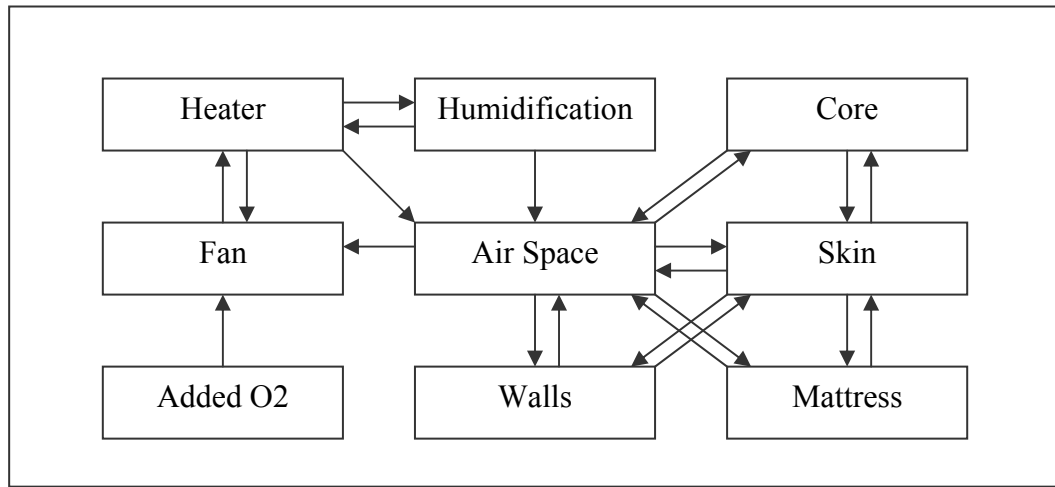 Heater
Humidification
Core
Fan
Air Space
Skin
Added O2
Walls
Mattress